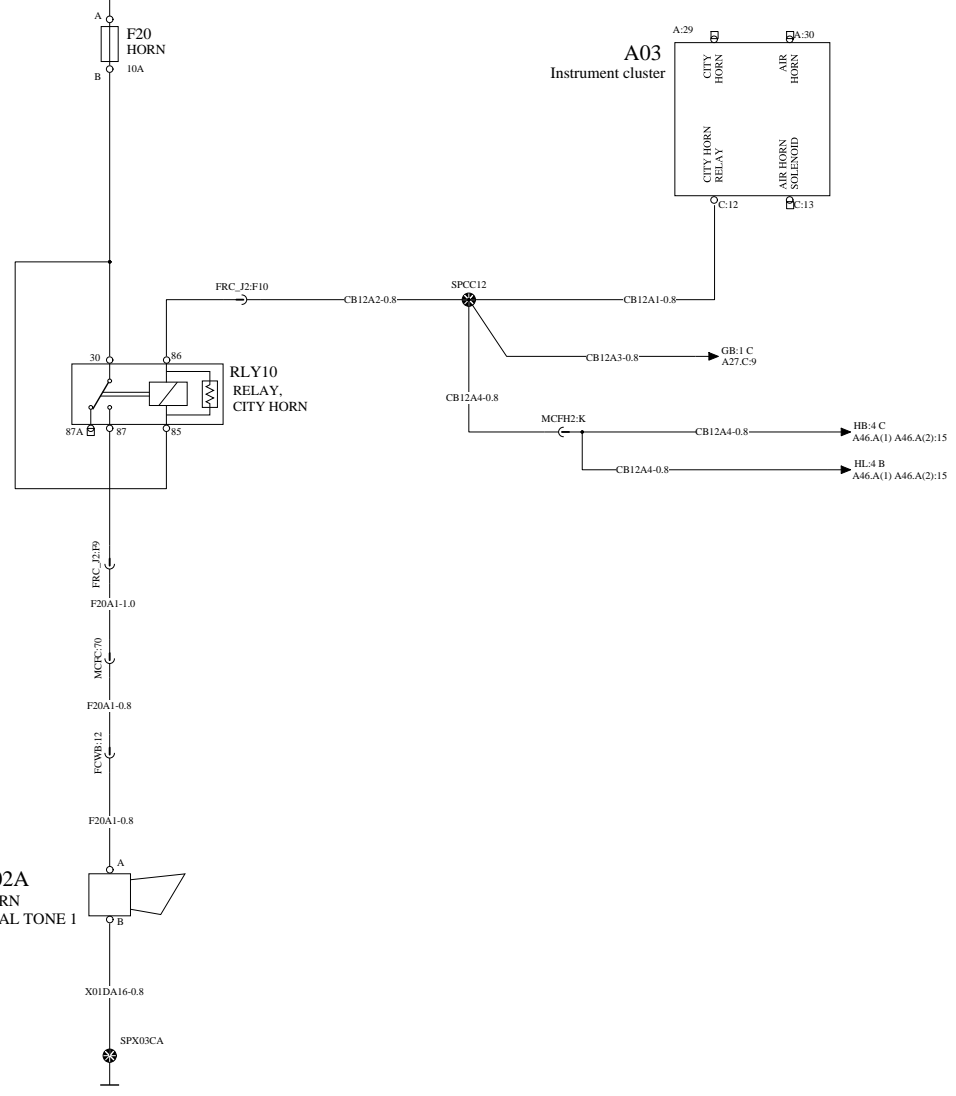 A
F20
HORN
10A
B
A:29
A:30
A03
Instrument cluster
CITY
HORN
AIR
HORN
CITY HORN
RELAY
AIR HORN
SOLENOID
C:12
C:13
FRC_J2:F10
CB12A2-0.8
SPCC12
CB12A1-0.8
30
86
RLY10
RELAY,
CITY HORN
87A
87
85
CB12A3-0.8
GB:1 C
A27.C:9
CB12A4-0.8
MCFH2:K
CB12A4-0.8
HB:4 C
A46.A(1) A46.A(2):15
CB12A4-0.8
HL:4 B
A46.A(1) A46.A(2):15
FRC_J2:F9
F20A1-1.0
MCFC:70
F20A1-0.8
FCWB:12
F20A1-0.8
A
02A
RN
AL TONE 1
B
X01DA16-0.8
SPX03CA